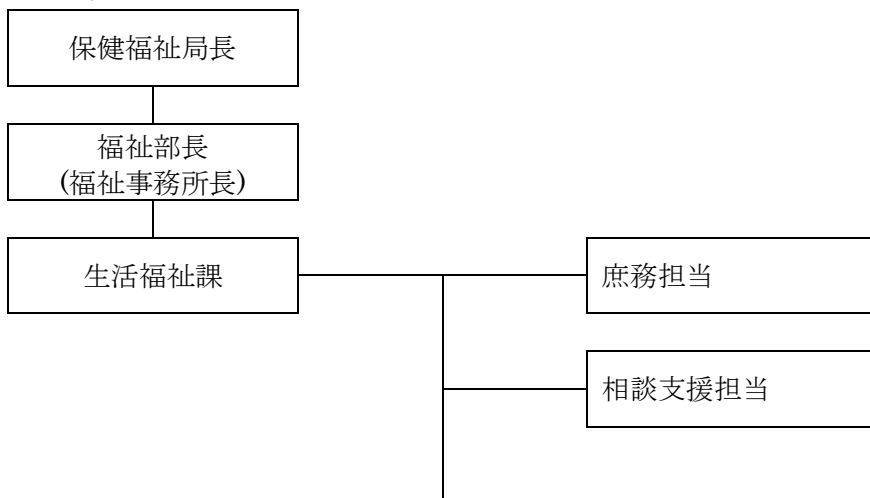 保健福祉局長
福祉部長
(福祉事務所長)
生活福祉課
庶務担当
相談支援担当